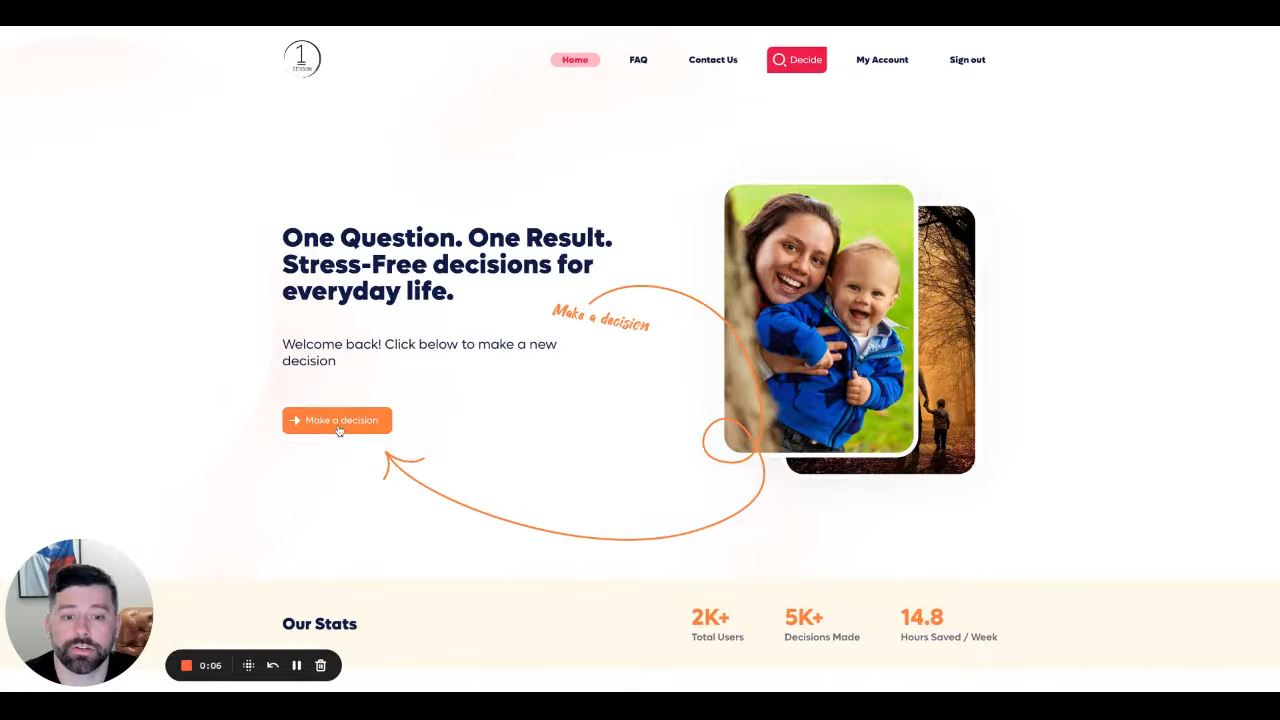 1
DECISION
Home
FAQ
Contact Us
Decide
My Account
Sign out
One Question. One Result.
Stress-Free decisions for
everyday life.
Make a decision
Welcome back! Click below to make a new
decision
Make a decision
Our Stats
2K+
Total Users
5K+
Decisions Made
14.8
Hours Saved / Week
0:06